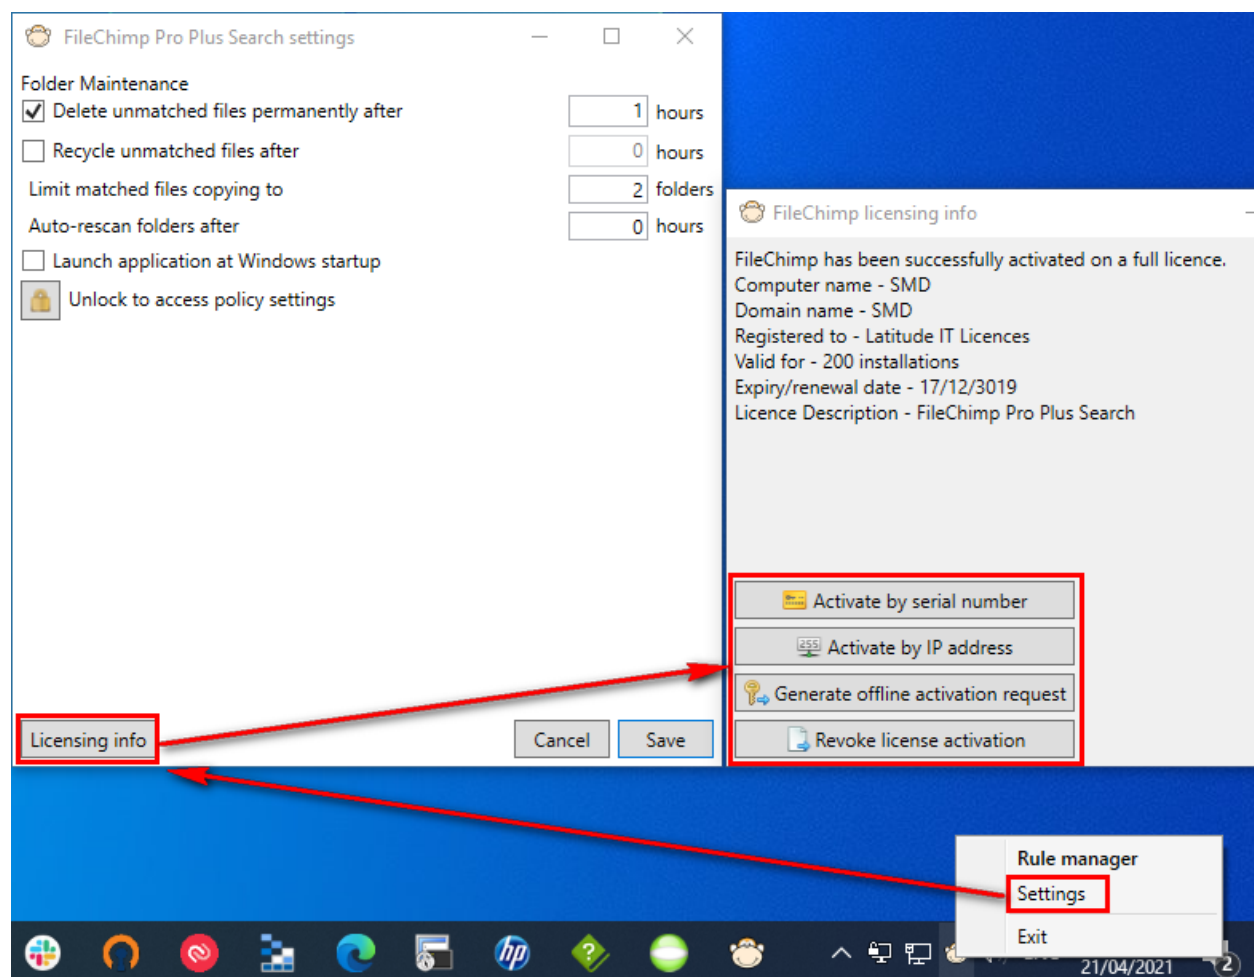 FileChimp Pro Plus Search settings
Folder Maintenance
Delete unmatched files permanently after 1 hours
Recycle unmatched files after 0 hours
Limit matched files copying to 2 folders
Auto-rescan folders after 0 hours
Launch application at Windows startup
Unlock to access policy settings
Licensing info Cancel Save
FileChimp licensing info
FileChimp has been successfully activated on a full licence.
Computer name - SMD
Domain name - SMD
Registered to - Latitude IT Licences
Valid for - 200 installations
Expiry/renewal date - 17/12/3019
Licence Description - FileChimp Pro Plus Search
Activate by serial number
255 Activate by IP address
Generate offline activation request
Revoke license activation
Rule manager
Settings
Exit
hp
?
21/04/2021
2